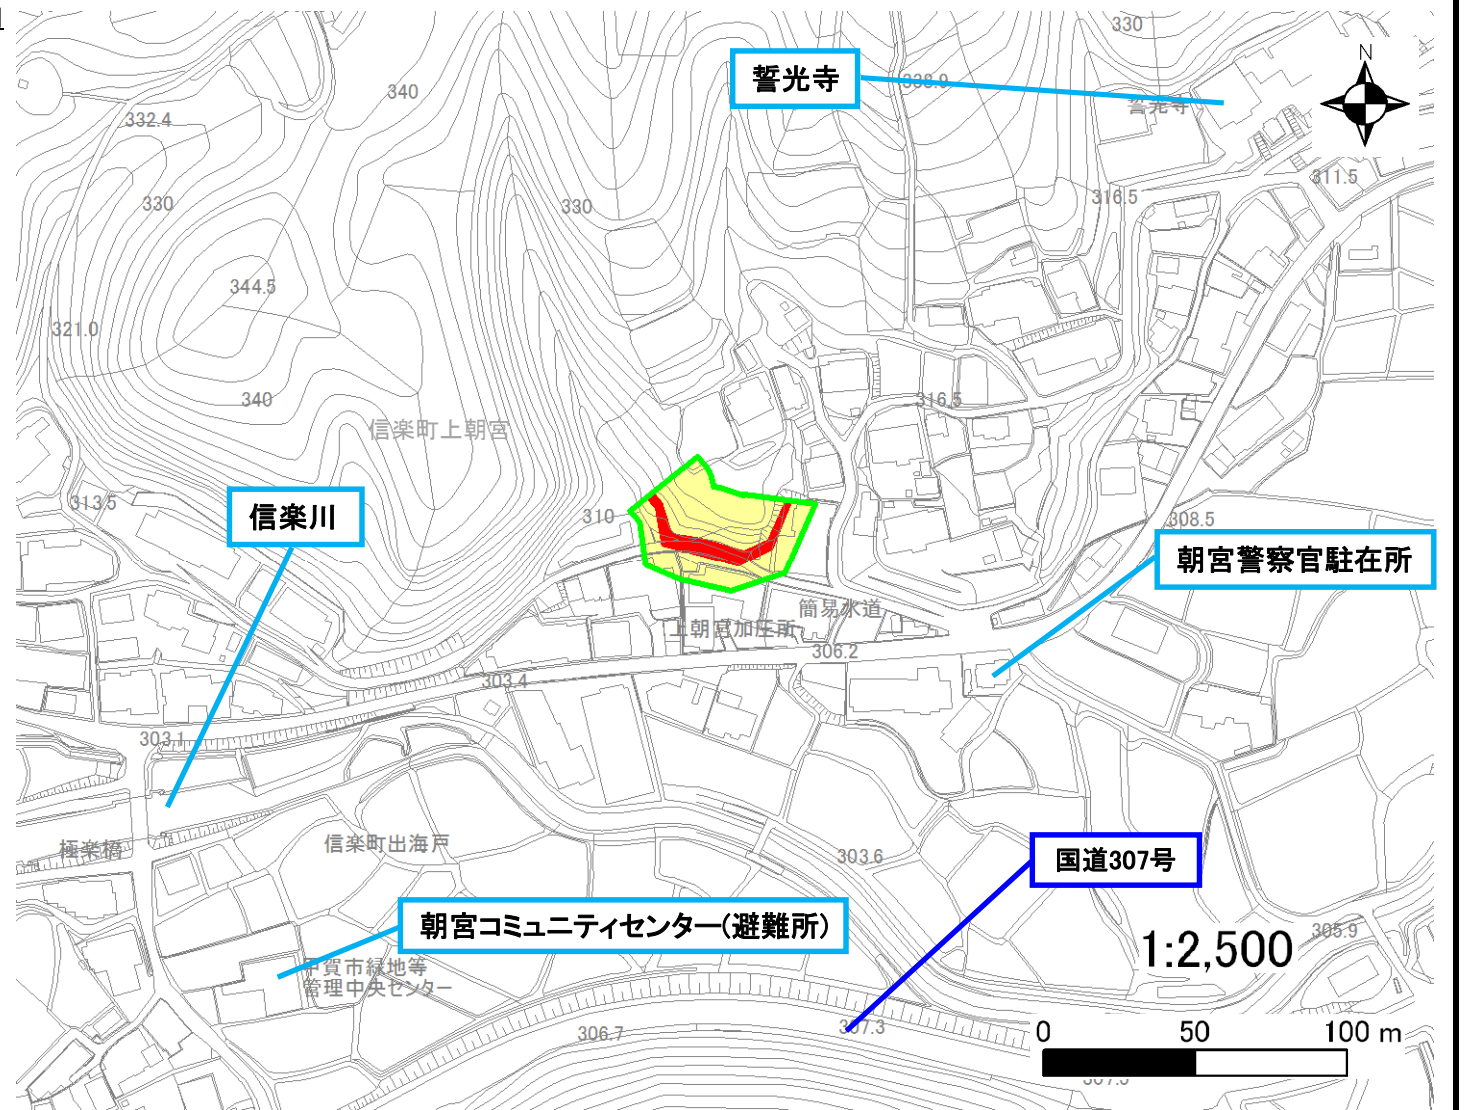 330
N
誓光寺
338.9
340
誓光寺
332.4
311.5
316.5
330
330
344.5
321.0
340
316.5
信楽町上朝宮
313.5
310
信楽川
308.5
朝宮警察官駐在所
簡易水道
上朝宮加圧所
306.2
303.4
303.1
極楽橋
信楽町出海戸
303.6
国道307号
朝宮コミュニティセンター(避難所)
305.9
1:2,500
甲賀市緑地等
管理中央センター
307.3
306.7
0 50 100 m